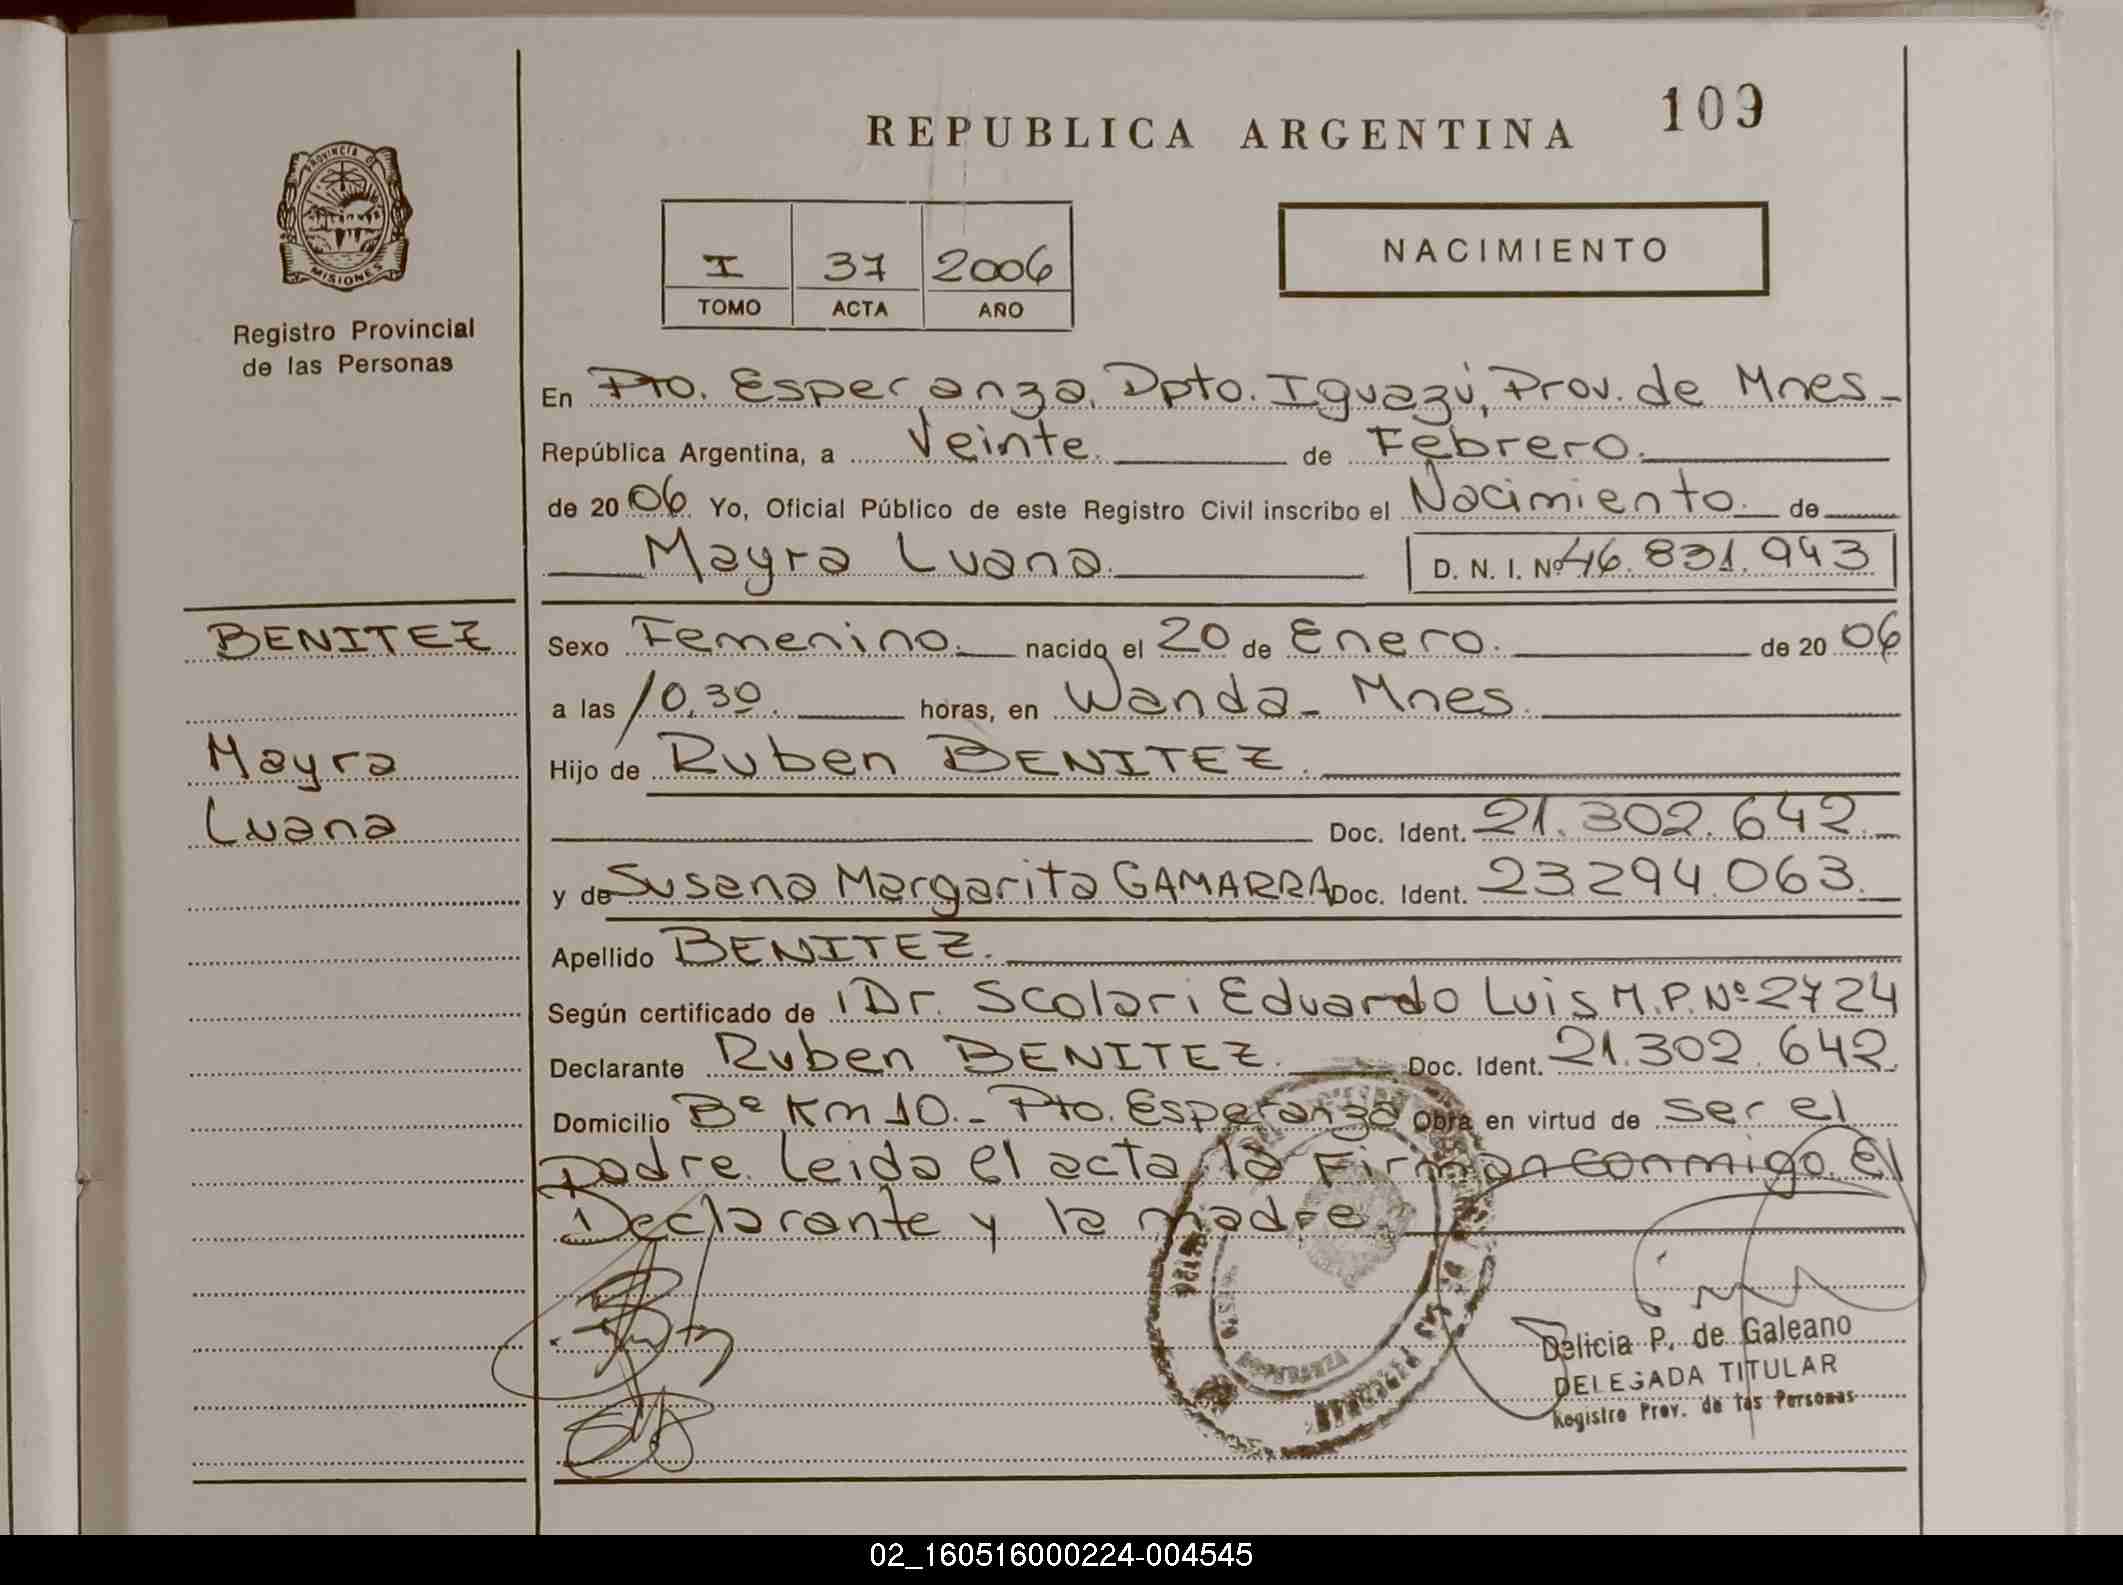 REPUBLICA ARGENTINA
109
PROVINCIA D
MISIONES
Registro Provincial
de las Personas
I 37 2006
TOMO ACTA AÑO
NACIMIENTO
En Pto. Esperanza, Dpto. Iguazú, Prov. de Mnes_
República Argentina, a Veinte. de Febrero.
de 2006 Yo, Oficial Público de este Registro Civil inscribo el Nacimiento. de
Mayra Luana. D. N. I. Nº 46.831.943
BENITEZ
Mayra
Luana
Sexo Femenino. nacido el 20 de Enero. de 2006
a las 10,30. horas, en Wanda_ Mnes.
Hijo de Ruben BENITEZ.
Doc. Ident. 21.302.642.
y de Susana Margarita GAMARRA Doc. Ident. 23294.063.
Apellido BENITEZ.
Según certificado de Dr. Scolari Eduardo Luis M.P.Nº 2724
Declarante Ruben BENITEZ. Doc. Ident. 21.302.642.
Domicilio Bº Km 10._ Pto. Esperanza Obra en virtud de ser el
padre. Leida el acta la Firman conmigo. El
Declarante y la madre.
Delicia P. de Galeano
DELEGADA TITULAR
Registro Prov. de las Personas
02_160516000224-004545